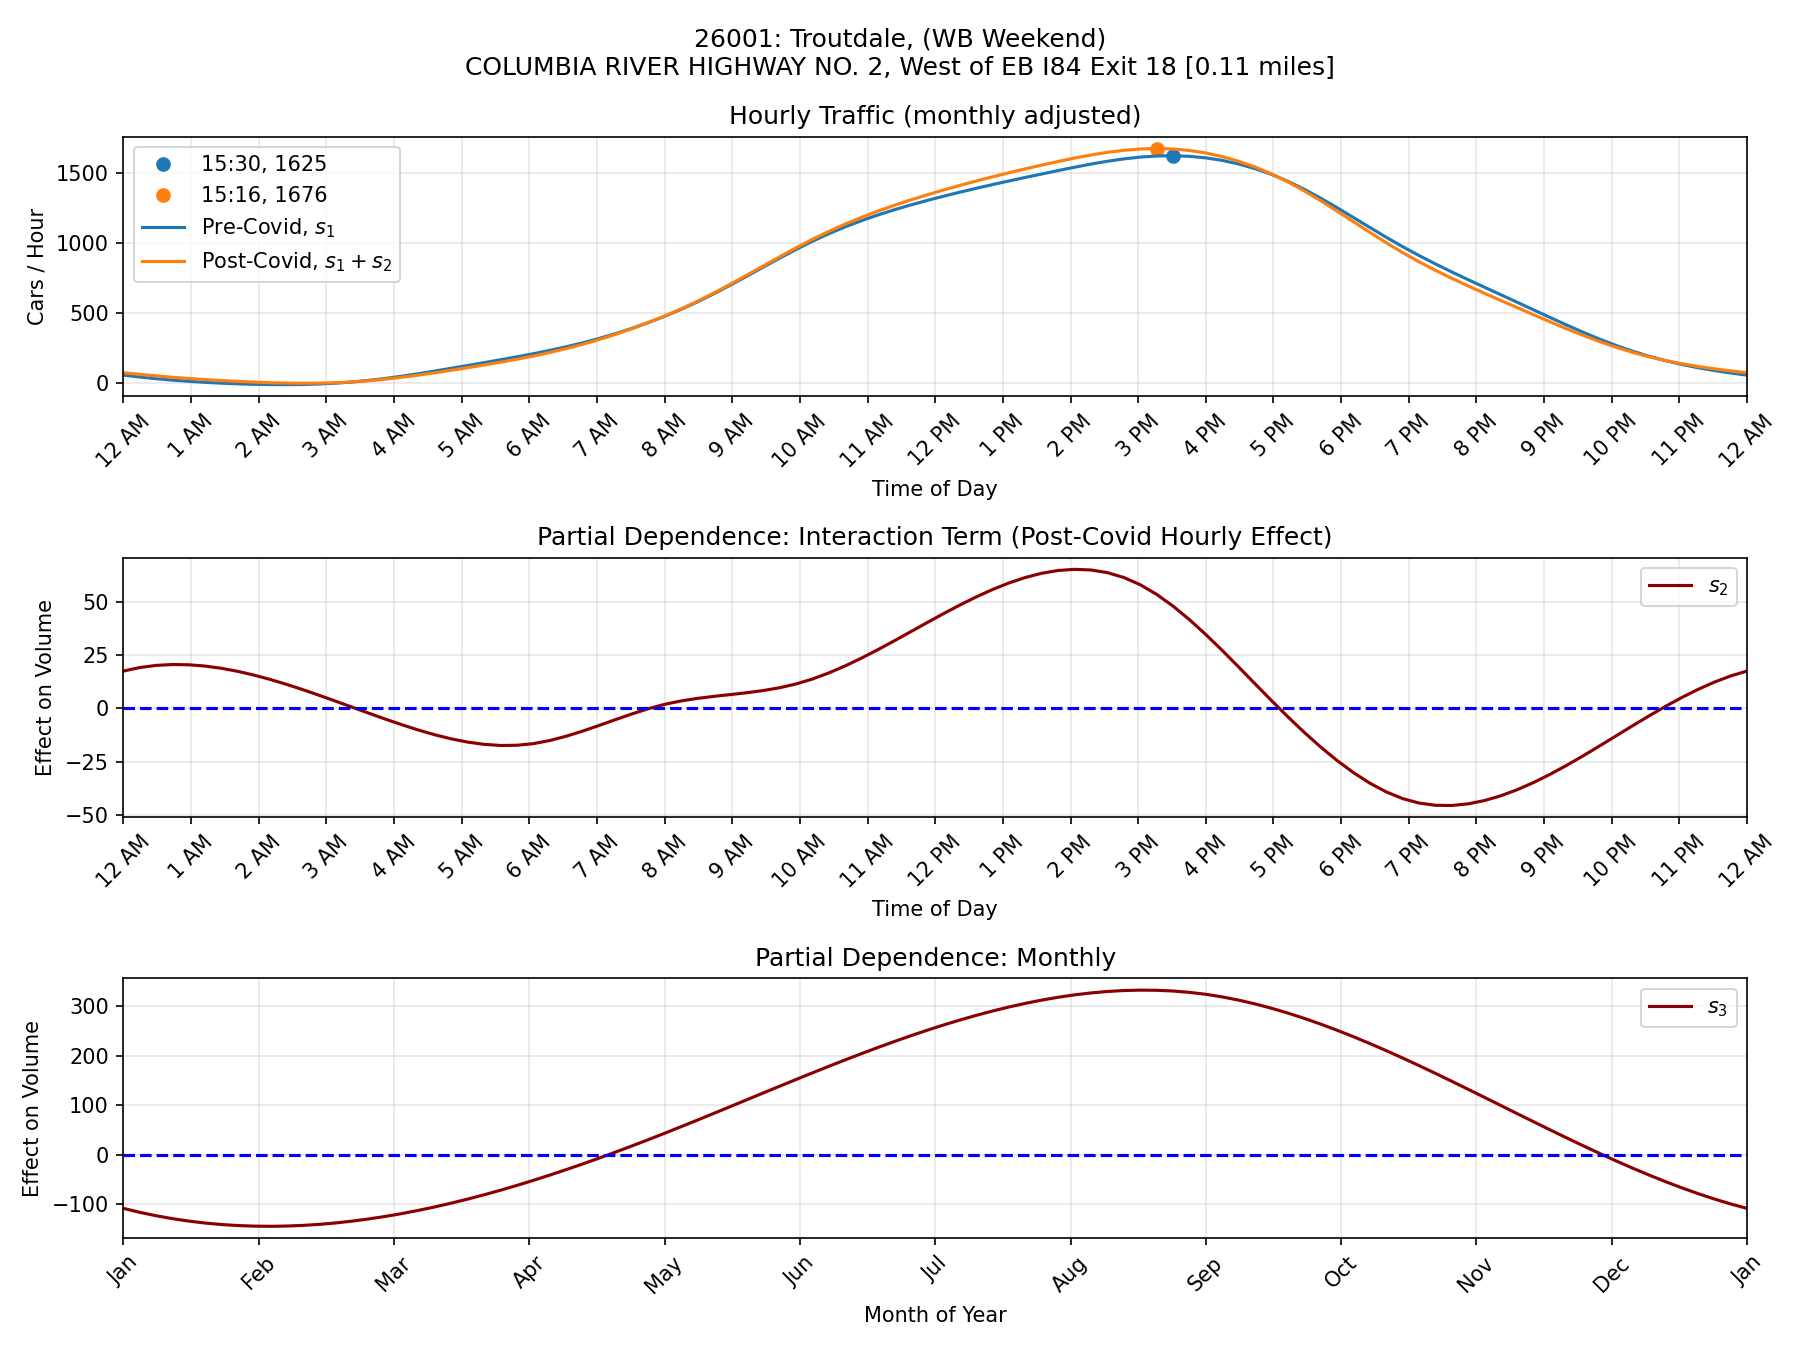 26001: Troutdale, (WB Weekend)
COLUMBIA RIVER HIGHWAY NO. 2, West of EB I84 Exit 18 [0.11 miles]
Hourly Traffic (monthly adjusted)
15:30, 1625
15:16, 1676
Pre-Covid, s₁
Post-Covid, s₁ + s₂
Cars / Hour
1500
1000
500
0
12 AM 1 AM 2 AM 3 AM 4 AM 5 AM 6 AM 7 AM 8 AM 9 AM 10 AM 11 AM 12 PM 1 PM 2 PM 3 PM 4 PM 5 PM 6 PM 7 PM 8 PM 9 PM 10 PM 11 PM 12 AM
Time of Day
Partial Dependence: Interaction Term (Post-Covid Hourly Effect)
s₂
Effect on Volume
50
25
0
−25
−50
12 AM 1 AM 2 AM 3 AM 4 AM 5 AM 6 AM 7 AM 8 AM 9 AM 10 AM 11 AM 12 PM 1 PM 2 PM 3 PM 4 PM 5 PM 6 PM 7 PM 8 PM 9 PM 10 PM 11 PM 12 AM
Time of Day
Partial Dependence: Monthly
s₃
Effect on Volume
300
200
100
0
−100
Jan Feb Mar Apr May Jun Jul Aug Sep Oct Nov Dec Jan
Month of Year